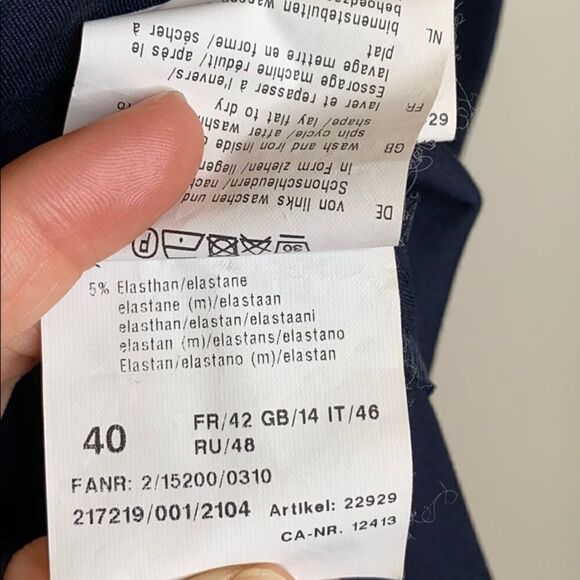 5% Elasthan/elastane
elastane (m)/elastaan
elasthan/elastan/elastaani
elastan (m)/elastans/elastano
Elastan/elastano (m)/elastan
40
FR/42 GB/14 IT/46
RU/48
FANR: 2/15200/0310
217219/001/2104 Artikel: 22929
CA-NR. 12413
30
DE
von links waschen und
Schonschleudern/nach
in Form ziehen/liegen
GB
wash and iron inside
spin cycle/after washin
shape/ lay flat to dry
FR
laver et repasser à l'envers/
Essorage machine réduit/ après le
lavage mettre en forme/ sécher à
plat
NL
binnenstebuiten wassen
29